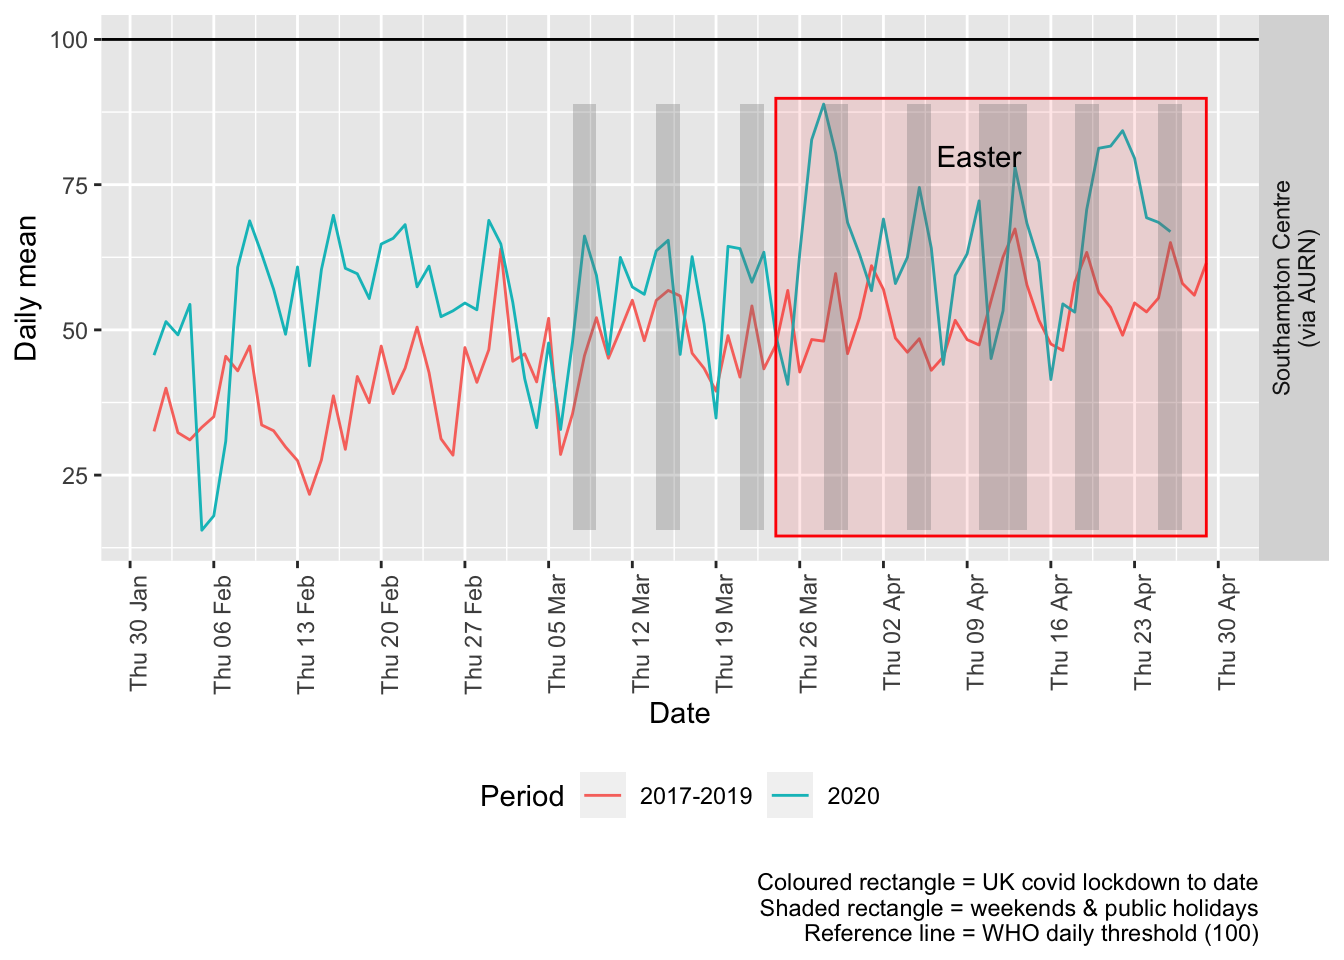 100
75
50
25
Daily mean
Easter
Southampton Centre
(via AURN)
Thu 30 Jan
Thu 06 Feb
Thu 13 Feb
Thu 20 Feb
Thu 27 Feb
Thu 05 Mar
Thu 12 Mar
Thu 19 Mar
Thu 26 Mar
Thu 02 Apr
Thu 09 Apr
Thu 16 Apr
Thu 23 Apr
Thu 30 Apr
Date
Period 2017-2019 2020
Coloured rectangle = UK covid lockdown to date
Shaded rectangle = weekends & public holidays
Reference line = WHO daily threshold (100)